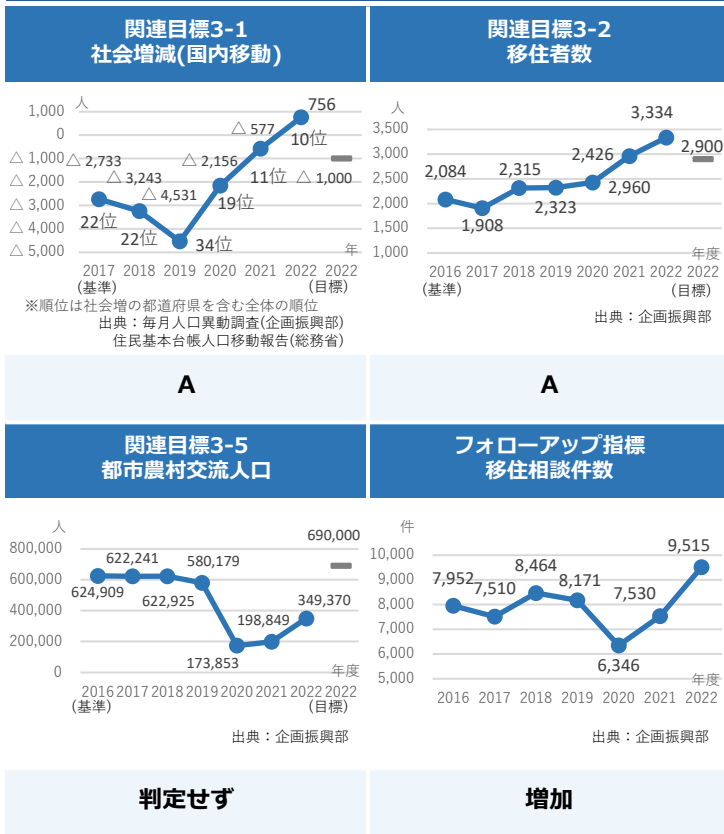 関連目標3-1
社会増減(国内移動)
人
1,000
0
△ 1,000
△ 2,000
△ 3,000
△ 4,000
△ 5,000
△ 2,733
△ 3,243
△ 4,531
△ 2,156
△ 577
756
△ 1,000
22位
22位
34位
19位
11位
10位
年
2017 2018 2019 2020 2021 2022 2022
(基準) (目標)
※順位は社会増の都道府県を含む全体の順位
出典：毎月人口異動調査(企画振興部)
住民基本台帳人口移動報告(総務省)
A
関連目標3-2
移住者数
人
3,500
3,000
2,500
2,000
1,500
1,000
2,084
1,908
2,315
2,323
2,426
2,960
3,334
2,900
年度
2016 2017 2018 2019 2020 2021 2022 2022
(基準) (目標)
出典：企画振興部
A
関連目標3-5
都市農村交流人口
人
800,000
600,000
400,000
200,000
0
624,909
622,241
622,925
580,179
173,853
198,849
349,370
690,000
年度
2016 2017 2018 2019 2020 2021 2022 2022
(基準) (目標)
出典：企画振興部
判定せず
フォローアップ指標
移住相談件数
件
10,000
9,000
8,000
7,000
6,000
5,000
7,952
7,510
8,464
8,171
6,346
7,530
9,515
年度
2016 2017 2018 2019 2020 2021 2022
出典：企画振興部
増加